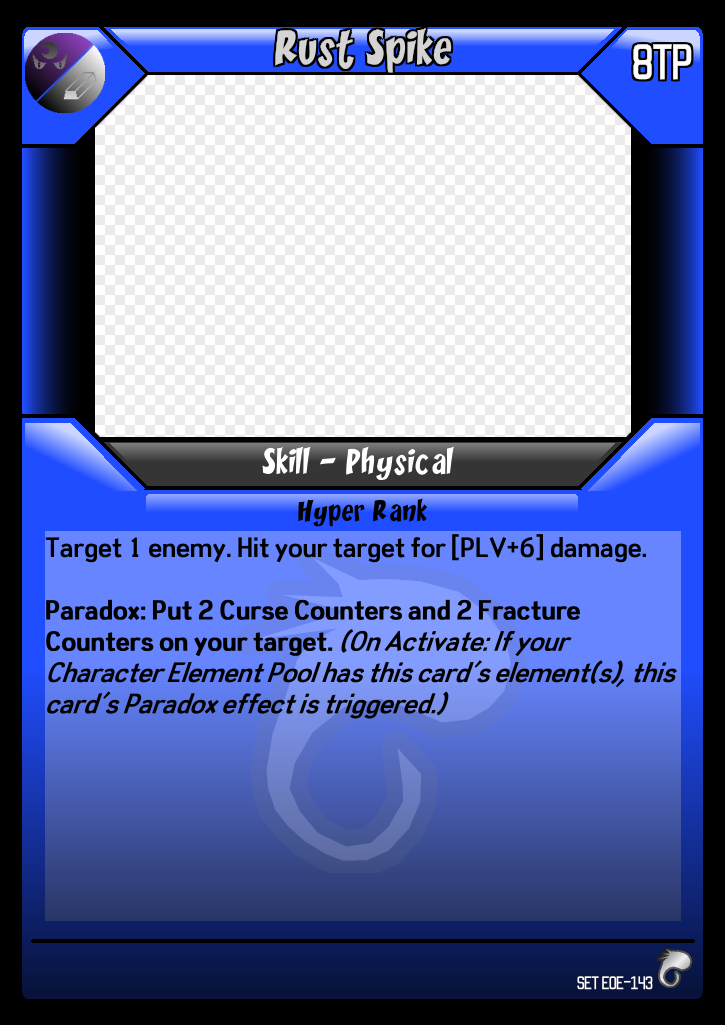 Rust Spike
8TP
Skill - Physical
Hyper Rank
Target 1 enemy. Hit your target for [PLV+6] damage.
Paradox: Put 2 Curse Counters and 2 Fracture
Counters on your target. (On Activate: If your
Character Element Pool has this card's element(s), this
card's Paradox effect is triggered.)
SET EOE-143